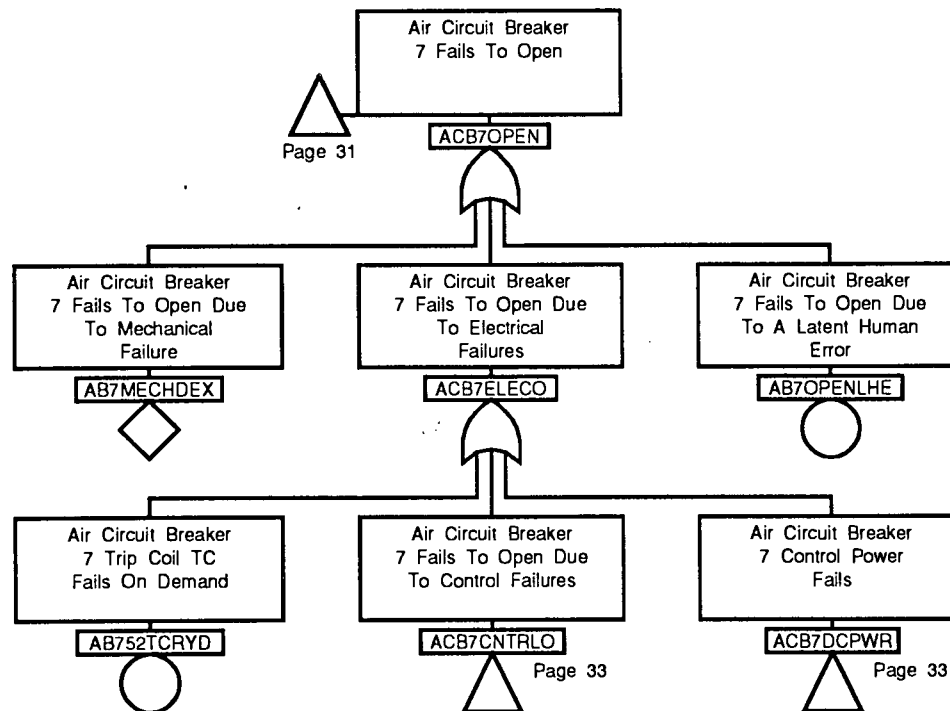 Air Circuit Breaker
7 Fails To Open
Page 31
ACB7OPEN
Air Circuit Breaker
7 Fails To Open Due
To Mechanical
Failure
AB7MECHDEX
Air Circuit Breaker
7 Fails To Open Due
To Electrical
Failures
ACB7ELECO
Air Circuit Breaker
7 Fails To Open Due
To A Latent Human
Error
AB7OPENLHE
Air Circuit Breaker
7 Trip Coil TC
Fails On Demand
AB752TCRYD
Air Circuit Breaker
7 Fails To Open Due
To Control Failures
ACB7CNTRLO
Page 33
Air Circuit Breaker
7 Control Power
Fails
ACB7DCPWR
Page 33